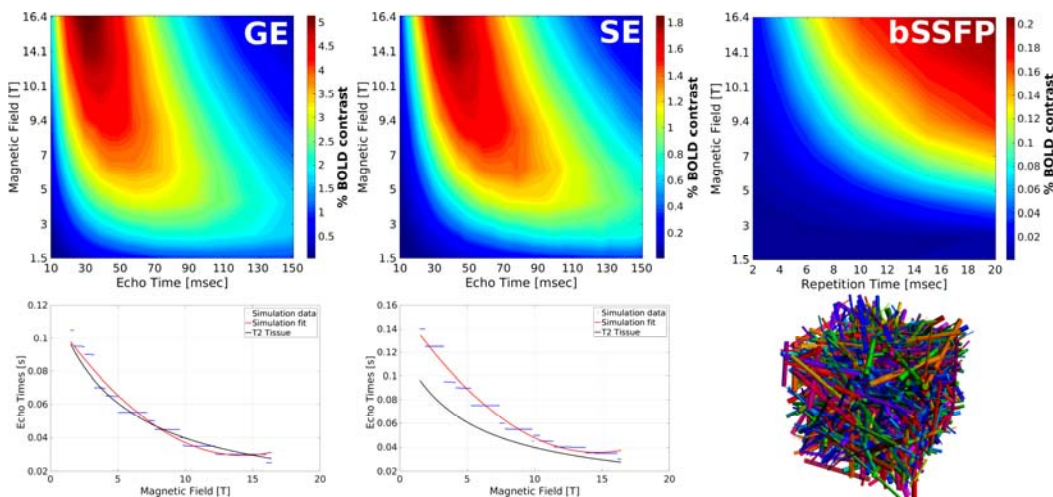 GE
16.4
14.1
10.1
9.4
7
5
3
1.5
Magnetic Field [T]
10 30 50 70 90 110 130 150
Echo Time [msec]
5
4.5
4
3.5
3
2.5
2
1.5
1
0.5
% BOLD contrast
SE
16.4
14.1
10.1
9.4
7
5
3
1.5
Magnetic Field [T]
10 30 50 70 90 110 130 150
Echo Time [msec]
1.8
1.6
1.4
1.2
1
0.8
0.6
0.4
0.2
% BOLD contrast
bSSFP
16.4
14.1
10.1
9.4
7
5
3
1.5
Magnetic Field [T]
2 4 6 8 10 12 14 16 18 20
Repetition Time [msec]
0.2
0.18
0.16
0.14
0.12
0.1
0.08
0.06
0.04
0.02
% BOLD contrast
0.12
0.1
0.08
0.06
0.04
0.02
Echo Times [s]
Simulation data
Simulation fit
T2 Tissue
0 5 10 15 20
Magnetic Field [T]
0.16
0.14
0.12
0.1
0.08
0.06
0.04
0.02
Echo Times [s]
Simulation data
Simulation fit
T2 Tissue
0 5 10 15 20
Magnetic Field [T]